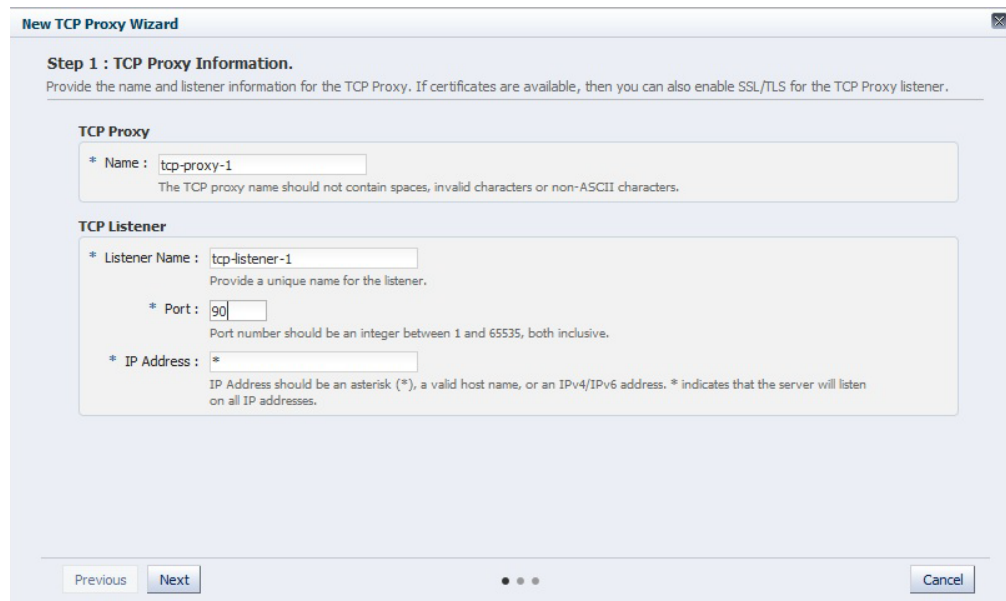 New TCP Proxy Wizard
Step 1 : TCP Proxy Information.
Provide the name and listener information for the TCP Proxy. If certificates are available, then you can also enable SSL/TLS for the TCP Proxy listener.
TCP Proxy
* Name : tcp-proxy-1
The TCP proxy name should not contain spaces, invalid characters or non-ASCII characters.
TCP Listener
* Listener Name : tcp-listener-1
Provide a unique name for the listener.
* Port : 90
Port number should be an integer between 1 and 65535, both inclusive.
* IP Address : *
IP Address should be an asterisk (*), a valid host name, or an IPv4/IPv6 address. * indicates that the server will listen
on all IP addresses.
Previous Next Cancel